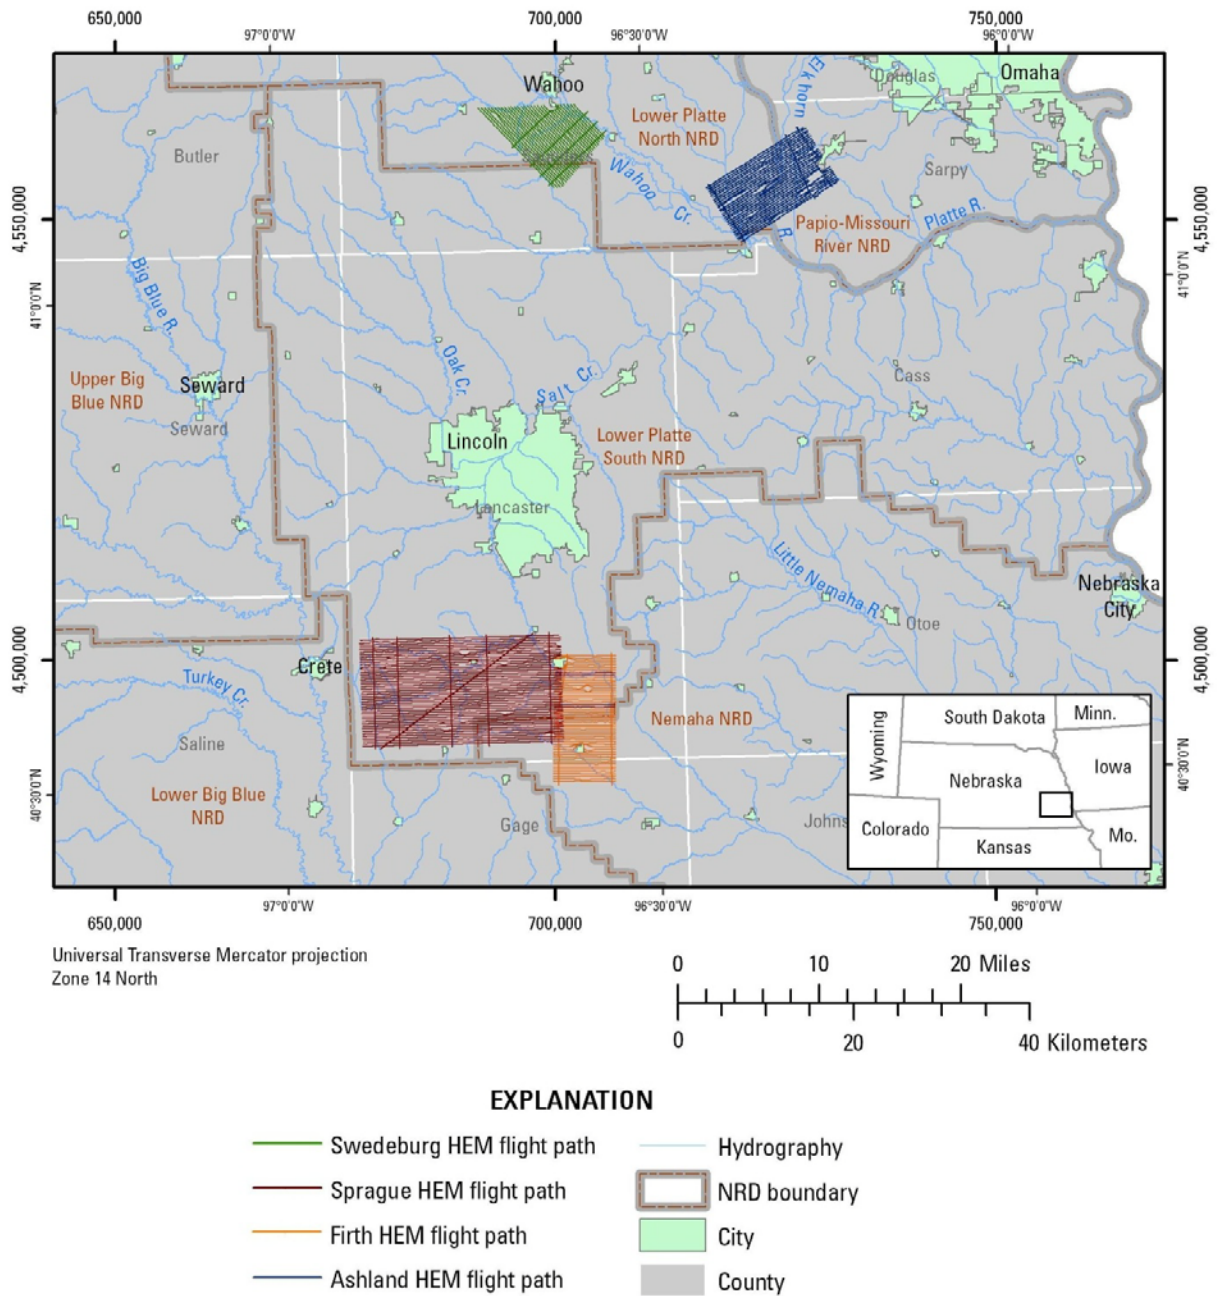 650,000 700,000 750,000
97°0'0"W 96°30'0"W 96°0'0"W
Wahoo
Elkhorn
Douglas
Omaha
Lower Platte
North NRD
Butler
Wahoo Cr.
Sarpy
4,550,000
4,550,000
Platte R.
R.
Papio-Missouri
River NRD
Big Blue R.
41°0'0"N
41°0'0"N
Oak Cr.
Upper Big
Blue NRD
Seward
Seward
Salt Cr.
Cass
Lincoln
Lower Platte
South NRD
Lancaster
Little Nemaha R.
Nebraska
City
Otoe
4,500,000
4,500,000
Crete
Turkey Cr.
Saline
Nemaha NRD
Lower Big Blue
NRD
Gage
Johns
40°30'0"N
40°30'0"N
Wyoming
South Dakota
Minn.
Nebraska
Iowa
Colorado
Kansas
Mo.
97°0'0"W 96°30'0"W 96°0'0"W
650,000 700,000 750,000
Universal Transverse Mercator projection
Zone 14 North
0 10 20 Miles
0 20 40 Kilometers
EXPLANATION
Swedeburg HEM flight path
Sprague HEM flight path
Firth HEM flight path
Ashland HEM flight path
Hydrography
NRD boundary
City
County